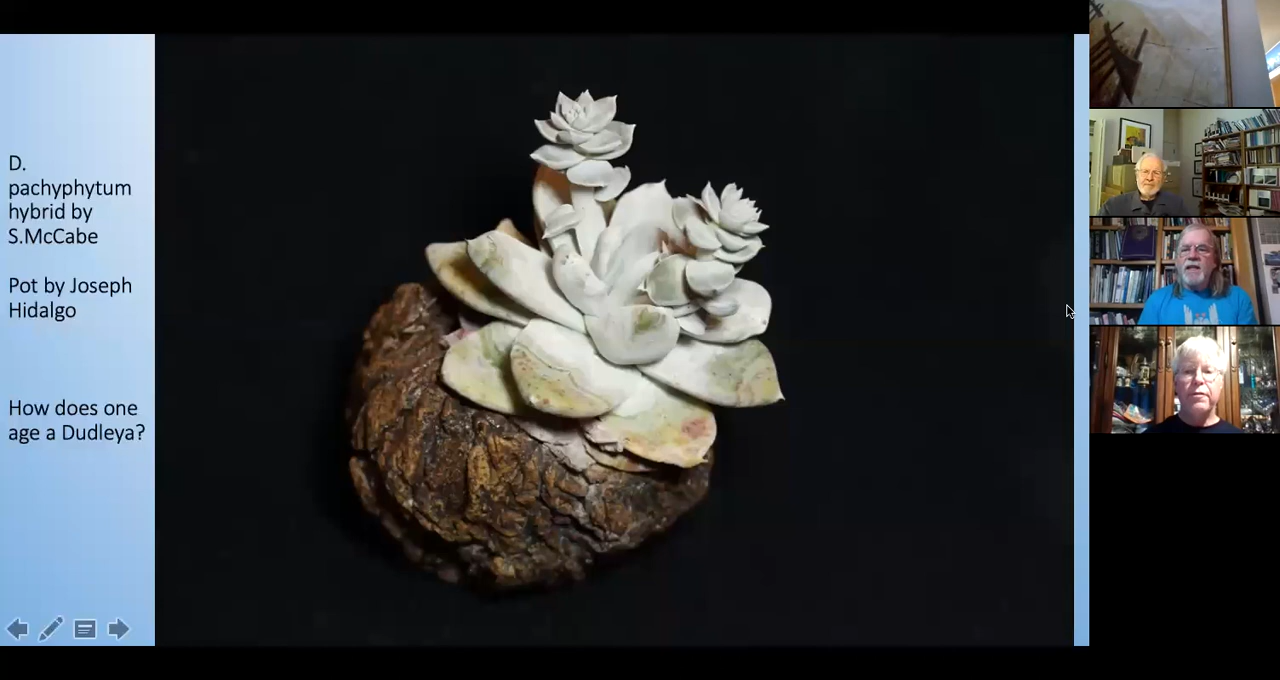 D.
pachyphytum
hybrid by
S.McCabe
Pot by Joseph
Hidalgo
How does one
age a Dudleya?